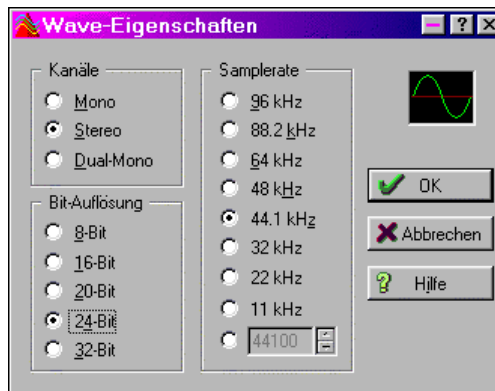 Wave-Eigenschaften
Kanäle
Mono
Stereo
Dual-Mono
Bit-Auflösung
8-Bit
16-Bit
20-Bit
24-Bit
32-Bit
Samplerate
96 kHz
88.2 kHz
64 kHz
48 kHz
44.1 kHz
32 kHz
22 kHz
11 kHz
44100
OK
Abbrechen
Hilfe